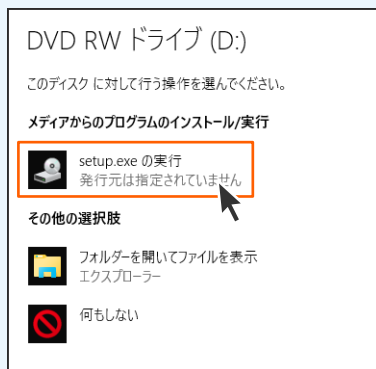 DVD RW ドライブ (D:)
このディスク に対して行う操作を選んでください。
メディアからのプログラムのインストール/実行
setup.exe の実行
発行元は指定されていません
その他の選択肢
フォルダーを開いてファイルを表示
エクスプローラー
何もしない